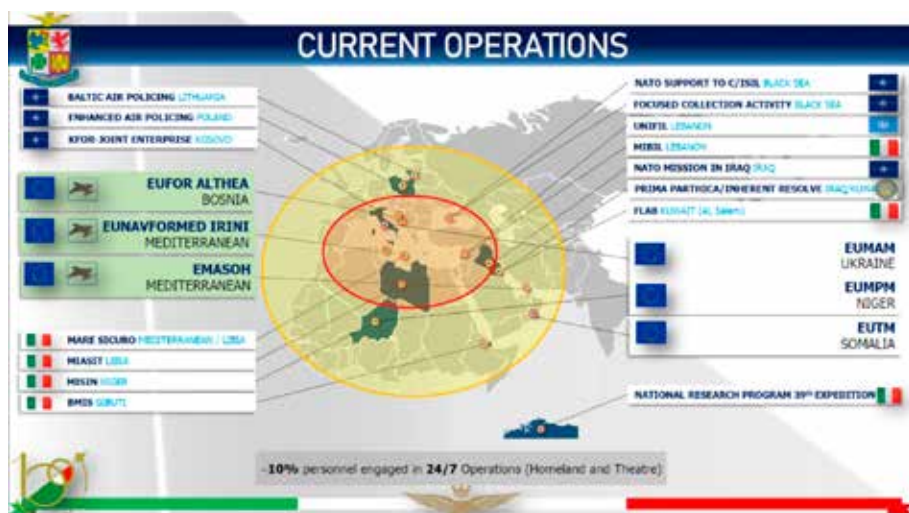 CURRENT OPERATIONS
BALTIC AIR POLICING LITHUANIA
ENHANCED AIR POLICING POLAND
KFOR-JOINT ENTERPRISE KOSOVO
EUFOR ALTHEA
BOSNIA
EUNAVFORMED IRINI
MEDITERRANEAN
EMASOH
MEDITERRANEAN
MARE SICURO MEDITERRANEAN / LIBIA
MIASIT LIBIA
MISIN NIGER
BMIS GIBUTI
NATO SUPPORT TO C/ISIL BLACK SEA
FOCUSED COLLECTION ACTIVITY BLACK SEA
UNIFIL LEBANON
MIBIL LEBANON
NATO MISSION IN IRAQ IRAQ
PRIMA PARTHICA/INHERENT RESOLVE IRAQ/
KUWAIT (AL Salem)
EUMAM
UKRAINE
EUMPM
NIGER
EUTM
SOMALIA
NATIONAL RESEARCH PROGRAM 39th EXPEDITION
~10% personnel engaged in 24/7 Operations (Homeland and Theatre)